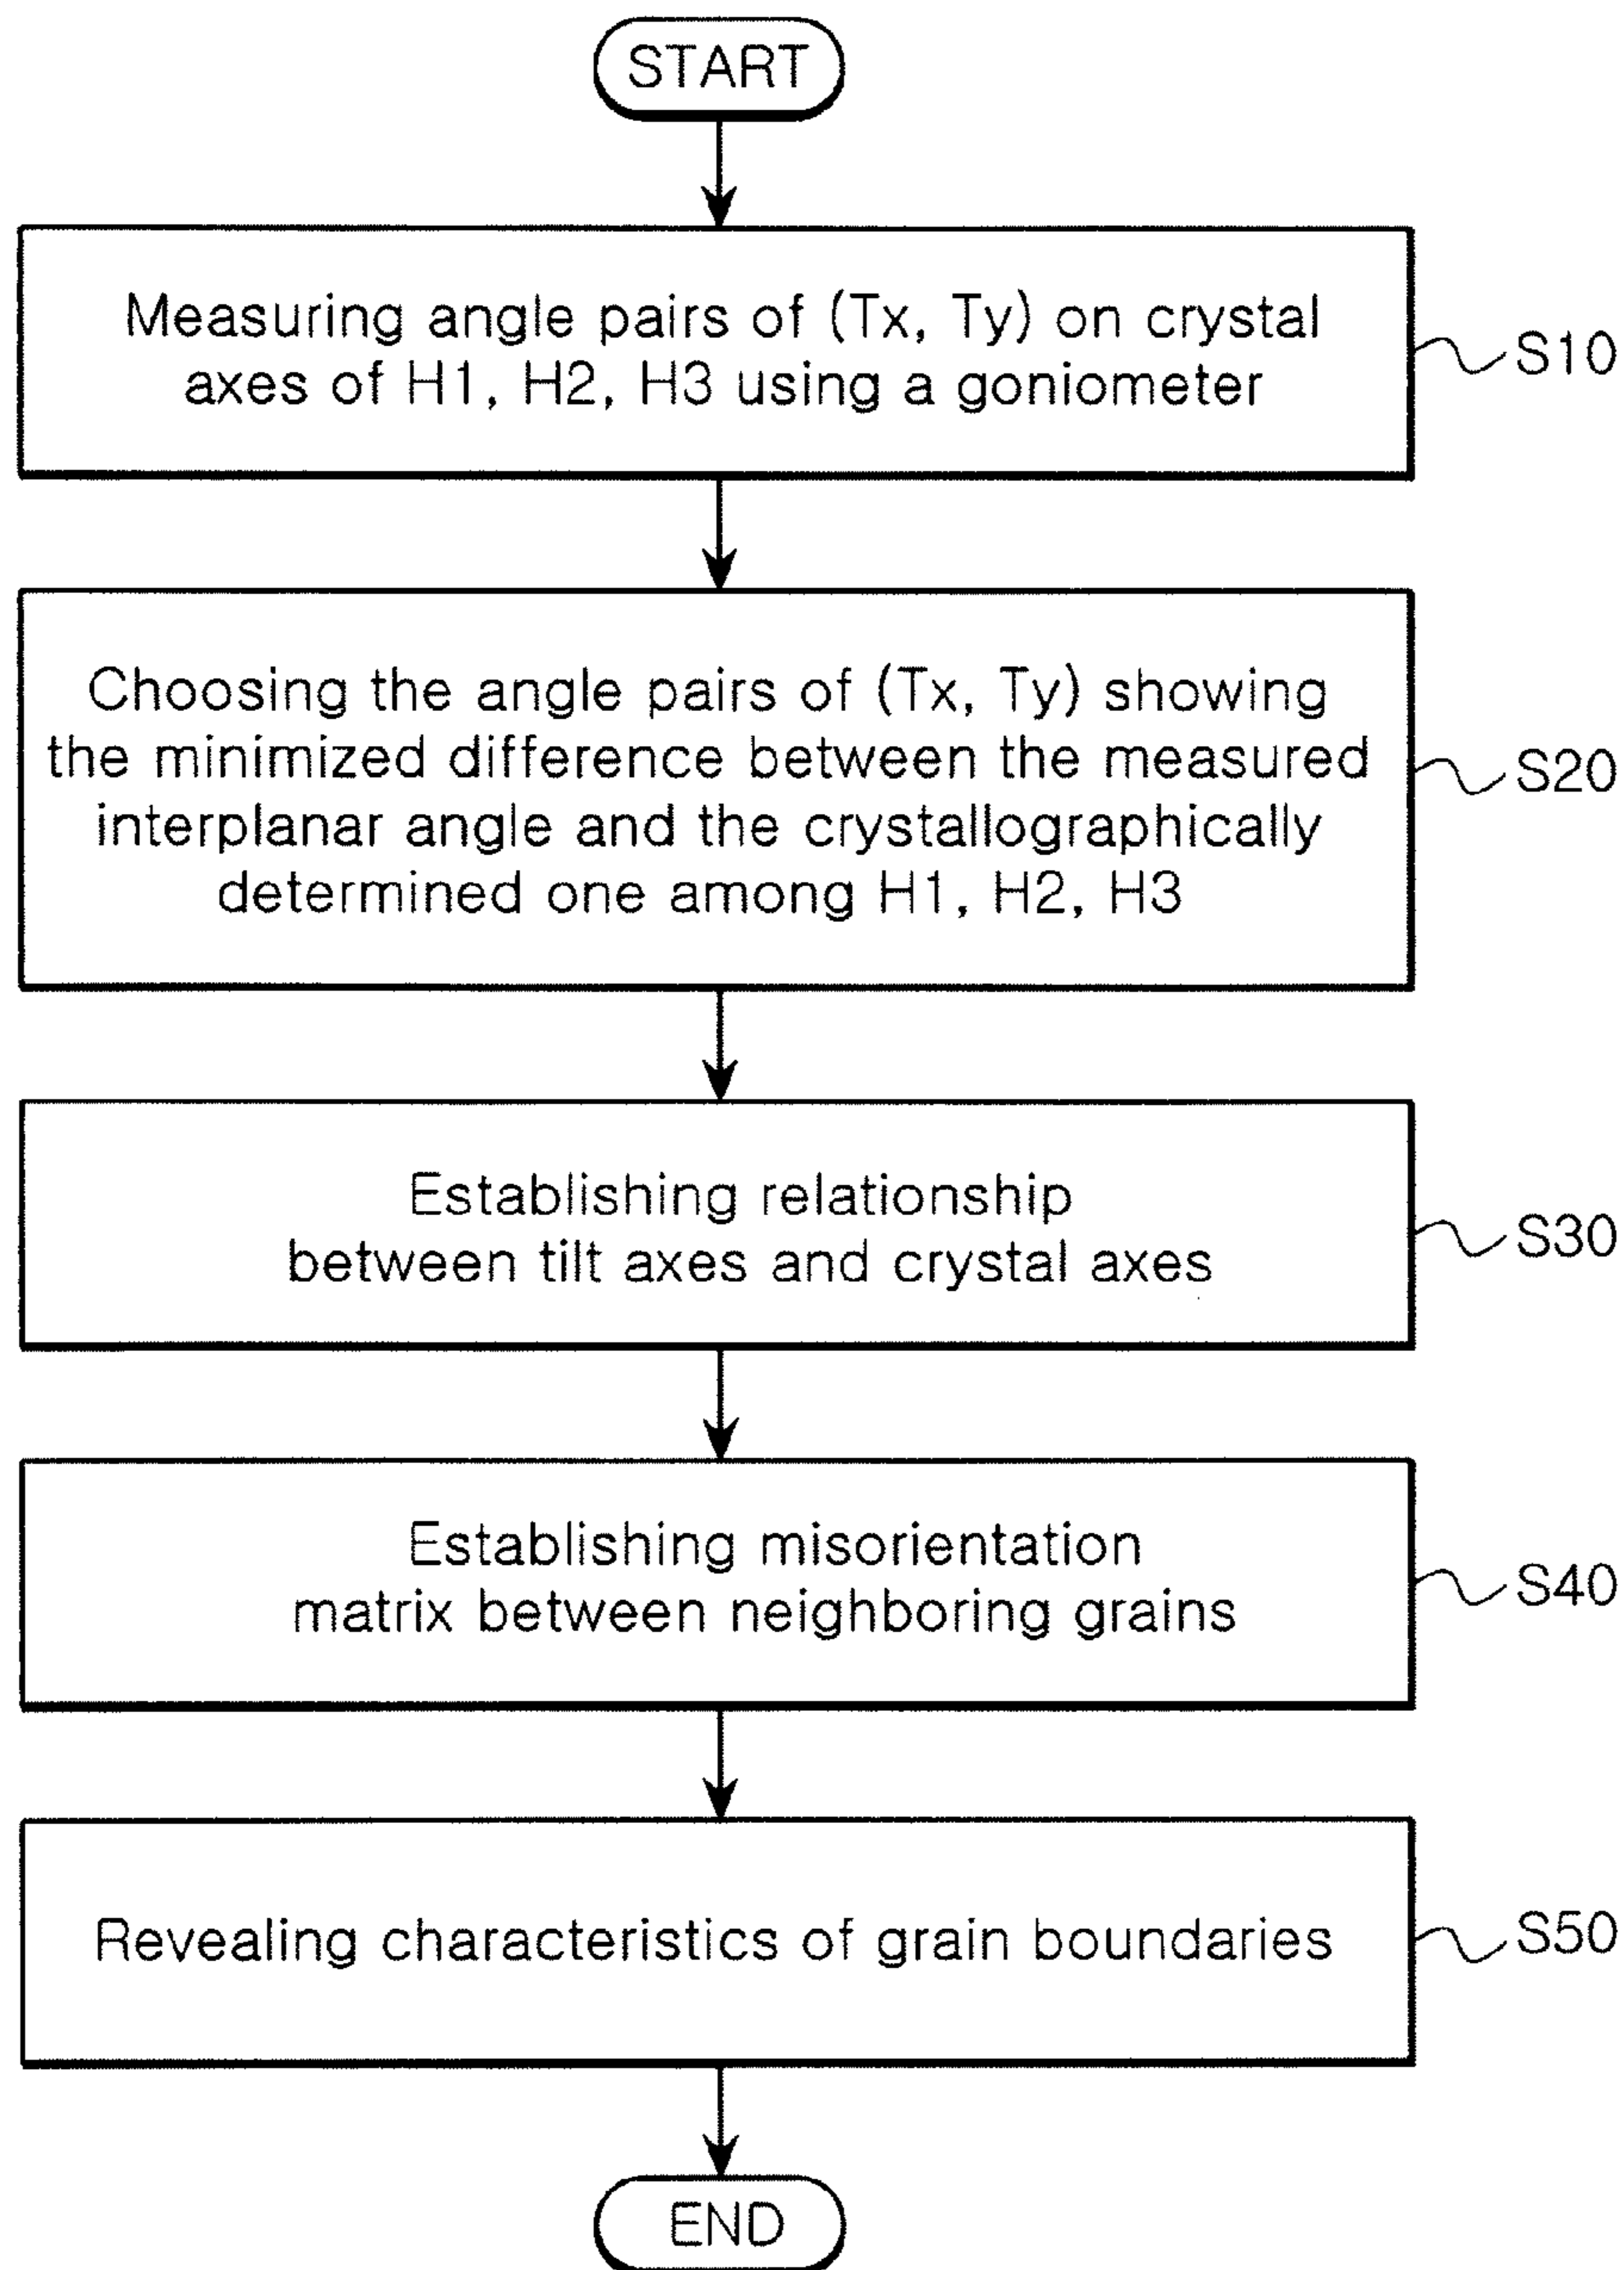 START
Measuring angle pairs of (Tx, Ty) on crystal
axes of H1, H2, H3 using a goniometer
S10
Choosing the angle pairs of (Tx, Ty) showing
the minimized difference between the measured
interplanar angle and the crystallographically
determined one among H1, H2, H3
S20
Establishing relationship
between tilt axes and crystal axes
S30
Establishing misorientation
matrix between neighboring grains
S40
Revealing characteristics of grain boundaries
S50
END